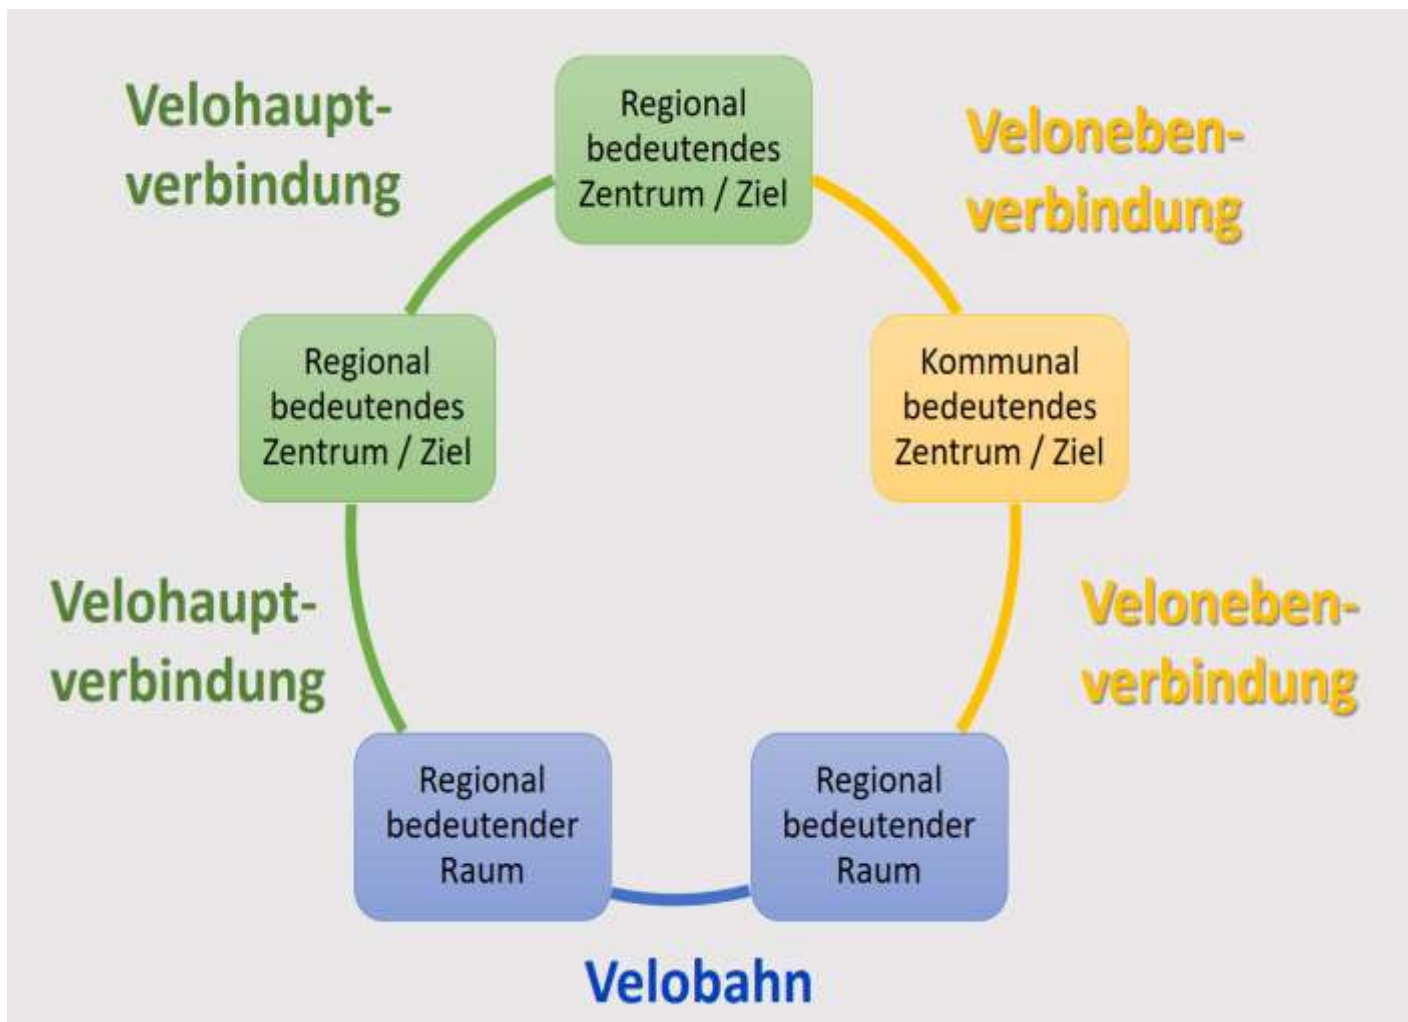 Velohaupt-
verbindung
Regional
bedeutendes
Zentrum / Ziel
Veloneben-
verbindung
Regional
bedeutendes
Zentrum / Ziel
Kommunal
bedeutendes
Zentrum / Ziel
Velohaupt-
verbindung
Veloneben-
verbindung
Regional
bedeutender
Raum
Regional
bedeutender
Raum
Velobahn